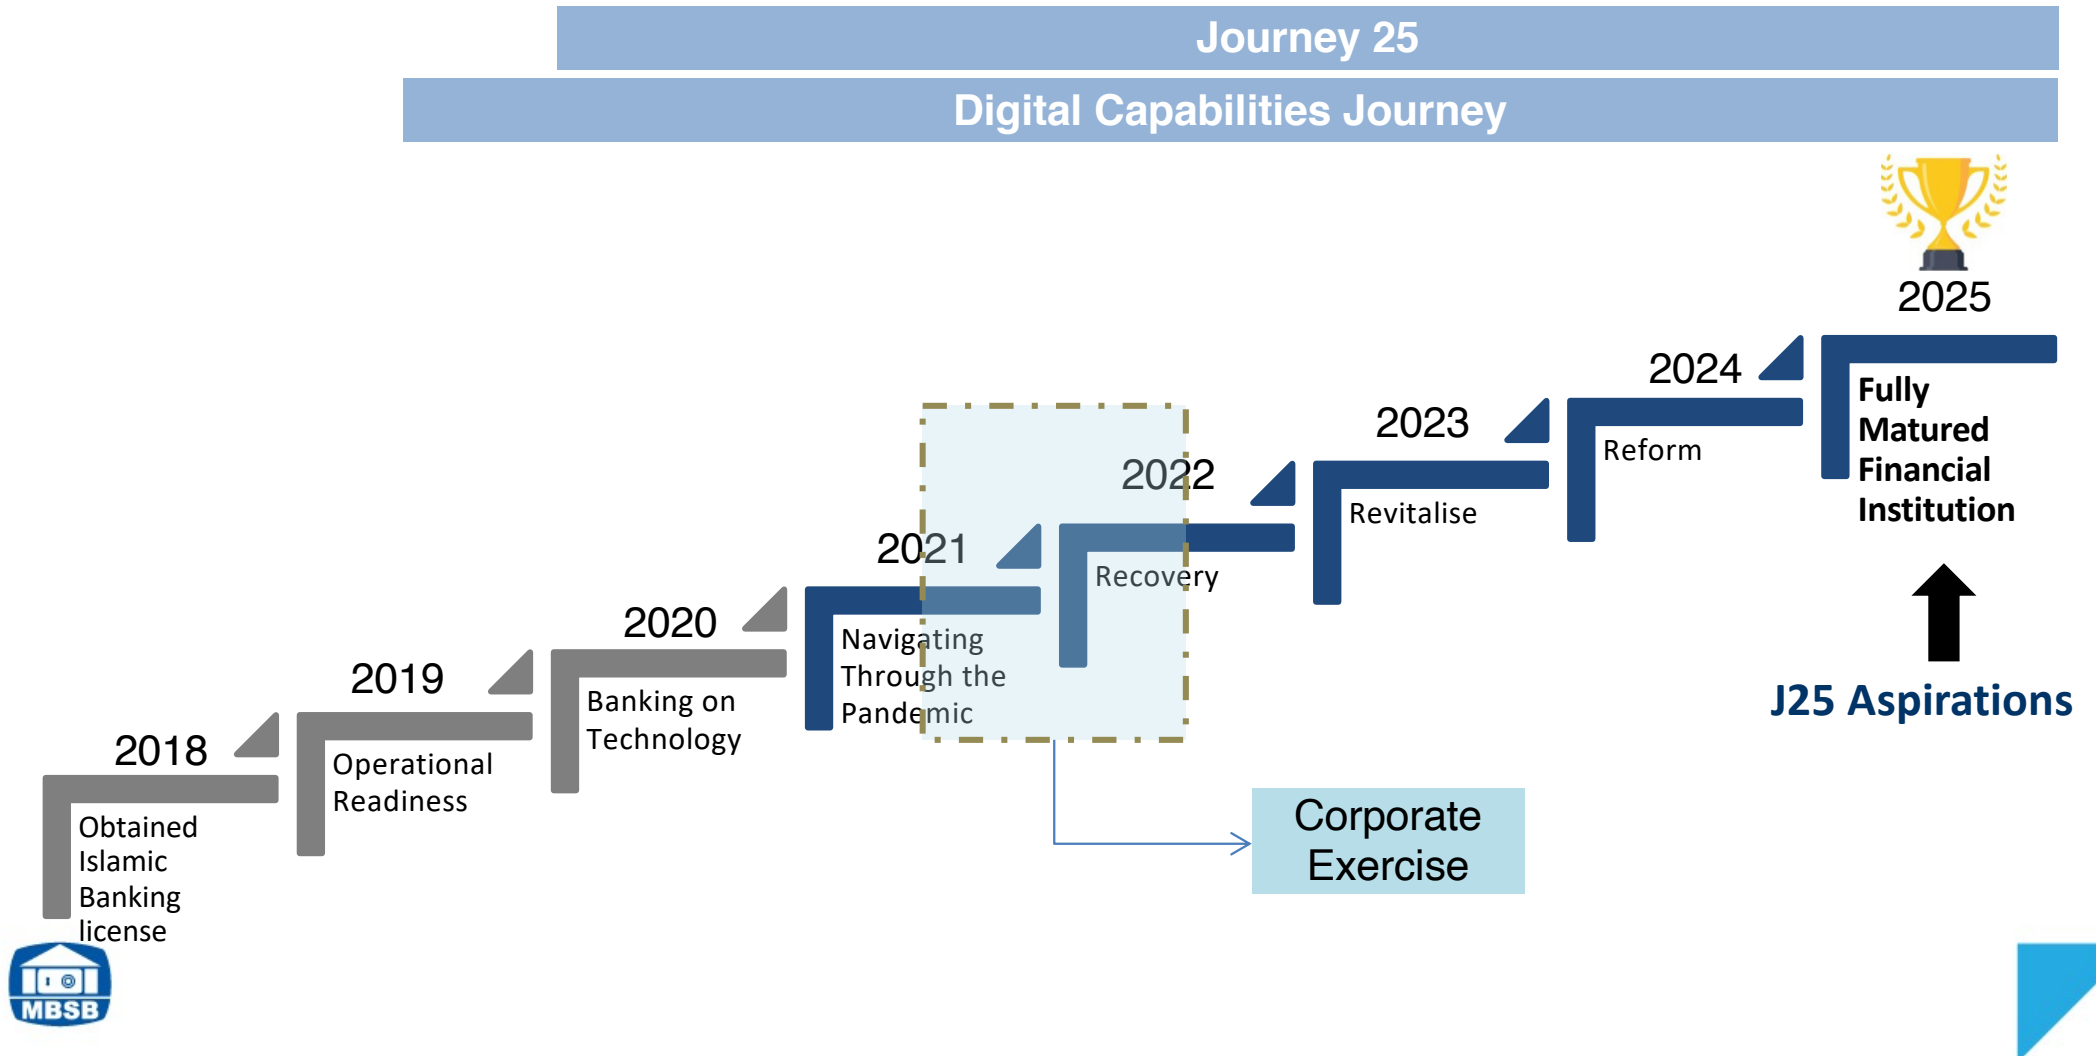 Journey 25
Digital Capabilities Journey
2018
Obtained
Islamic
Banking
license
2019
Operational
Readiness
2020
Banking on
Technology
2021
Navigating
Through the
Pandemic
2022
Recovery
2023
Revitalise
2024
Reform
2025
Fully
Matured
Financial
Institution
J25 Aspirations
Corporate
Exercise
MBSB